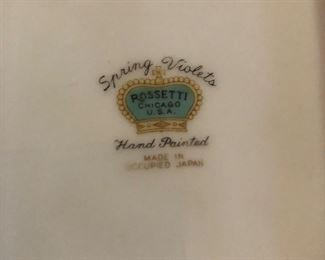 Spring Violets
ROSSETTI
CHICAGO
U.S.A.
Hand Painted
MADE IN
OCCUPIED JAPAN